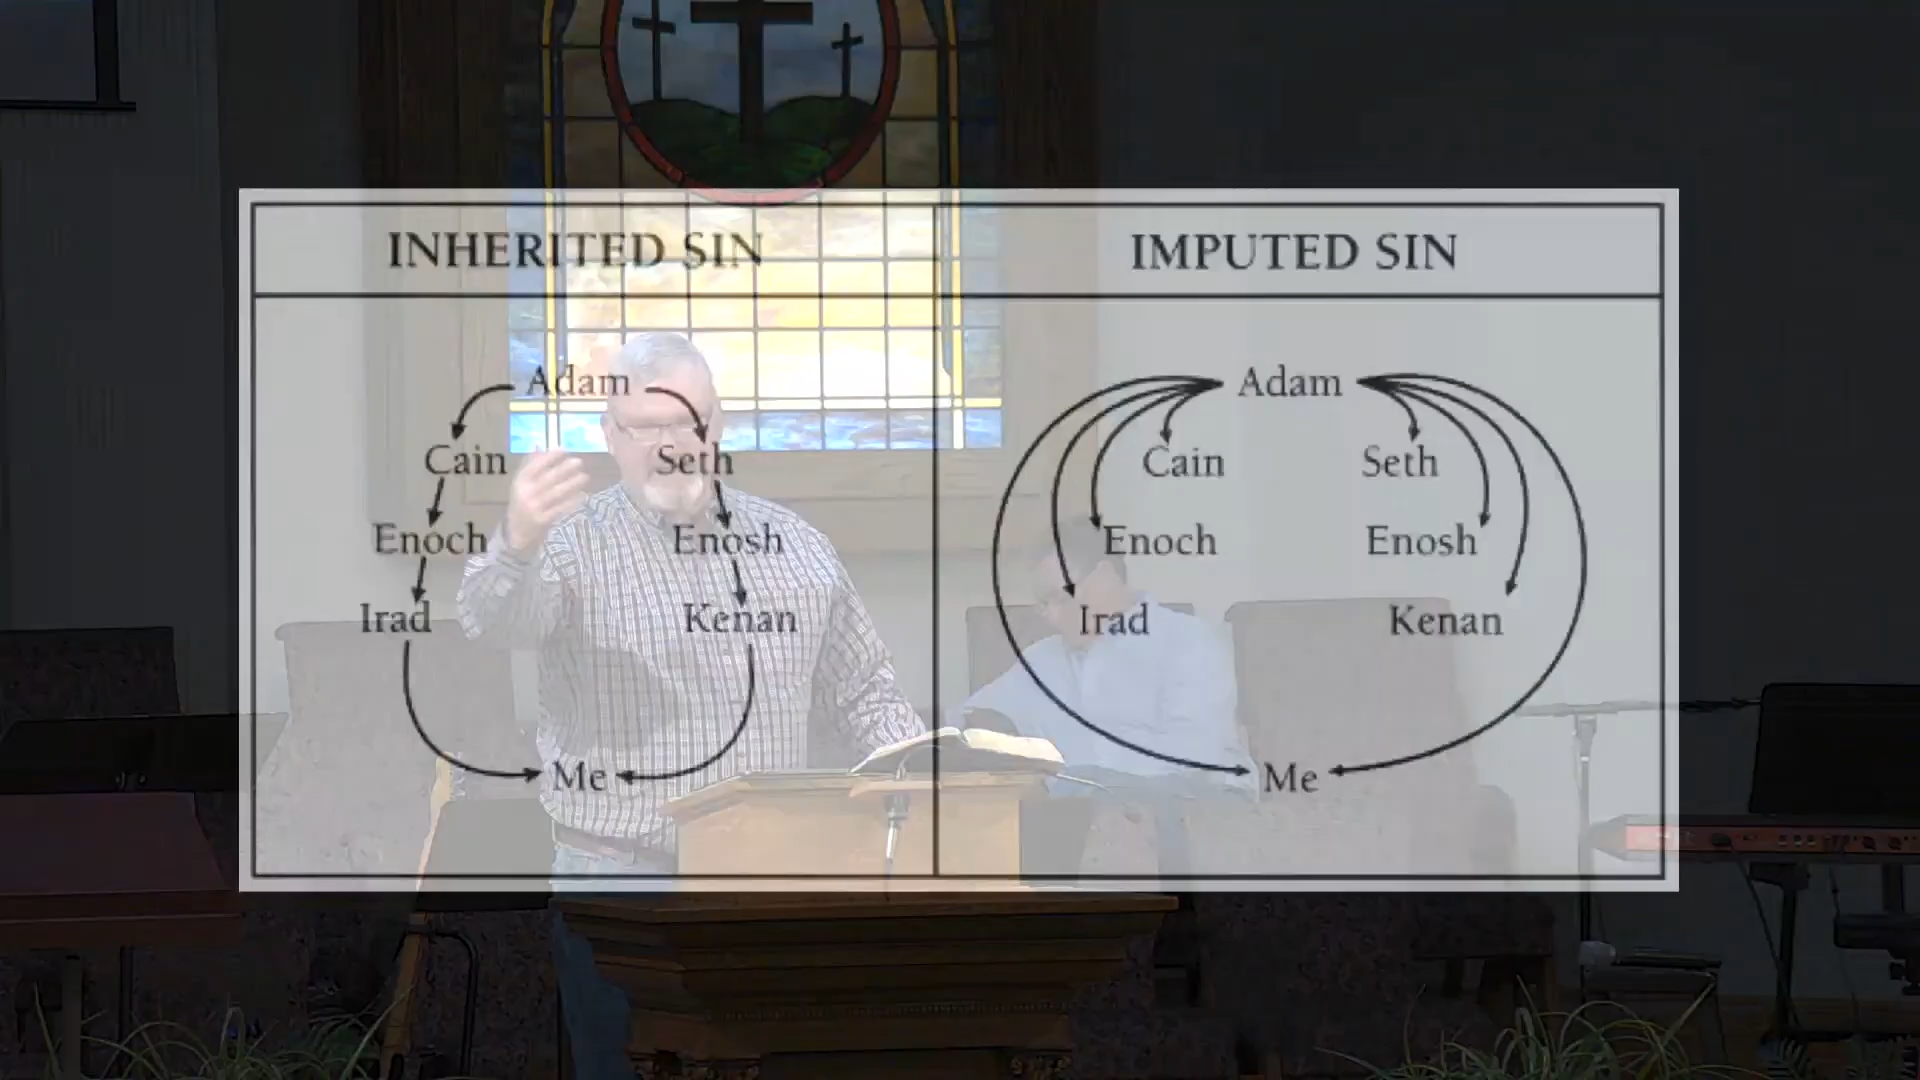 INHERITED SIN
Adam
Cain Seth
Enoch Enosh
Irad Kenan
Me
IMPUTED SIN
Adam
Cain Seth
Enoch Enosh
Irad Kenan
Me